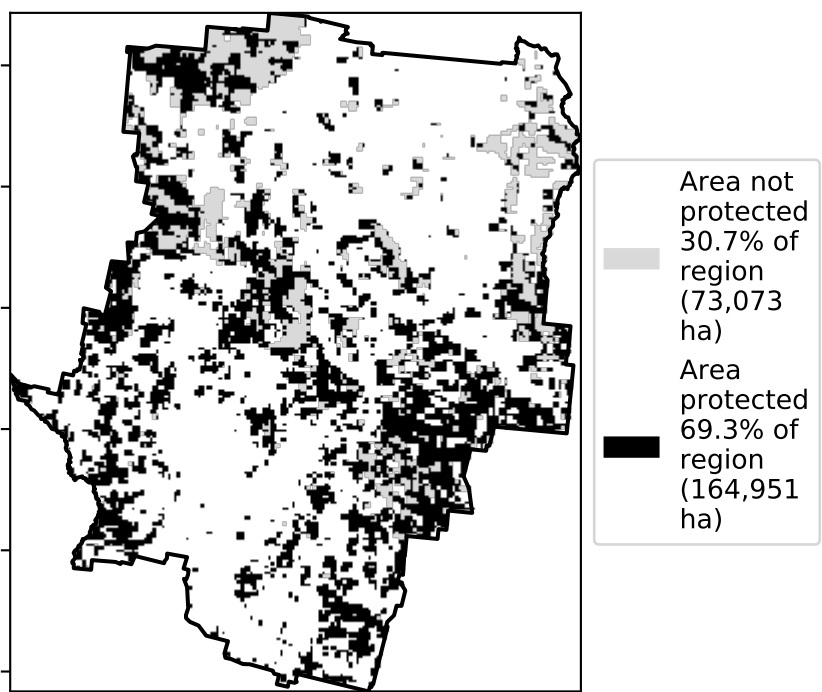 Area not
protected
30.7% of
region
(73,073
ha)
Area
protected
69.3% of
region
(164,951
ha)